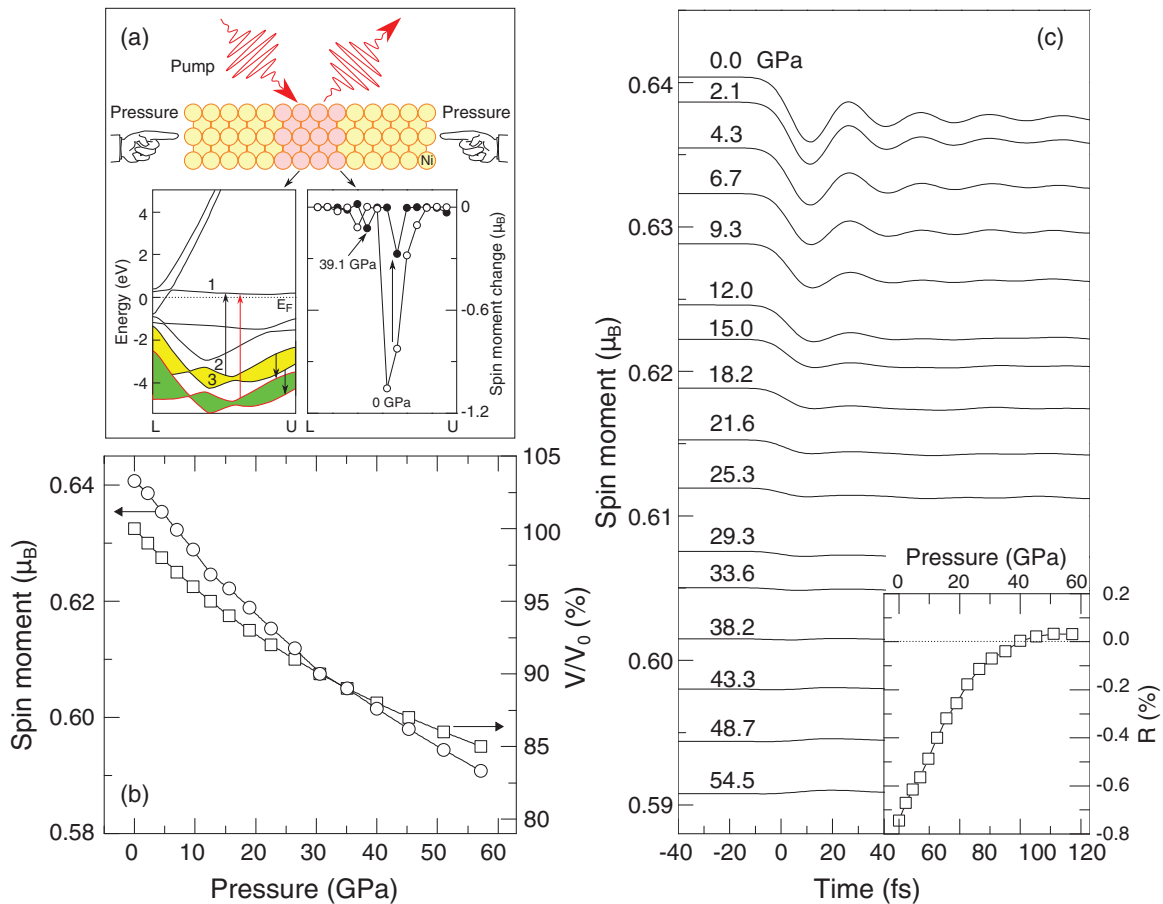 (a)
Pump
Pressure
Pressure
Ni
4
2
0
-2
-4
Energy (eV)
1
E_F
2
3
L
U
39.1 GPa
0 GPa
0
-0.6
-1.2
Spin moment change (μ_B)
L
U
(b)
0.64
0.62
0.60
0.58
Spin moment (μ_B)
105
100
95
90
85
80
V/V_0 (%)
0 10 20 30 40 50 60
Pressure (GPa)
(c)
0.0 GPa
2.1
4.3
6.7
9.3
12.0
15.0
18.2
21.6
25.3
29.3
33.6
38.2
43.3
48.7
54.5
0.64
0.63
0.62
0.61
0.60
0.59
Spin moment (μ_B)
-40 -20 0 20 40 60 80 100 120
Time (fs)
Pressure (GPa)
0 20 40 58
0.2
0.0
-0.2
-0.4
-0.6
-0.8
R (%)